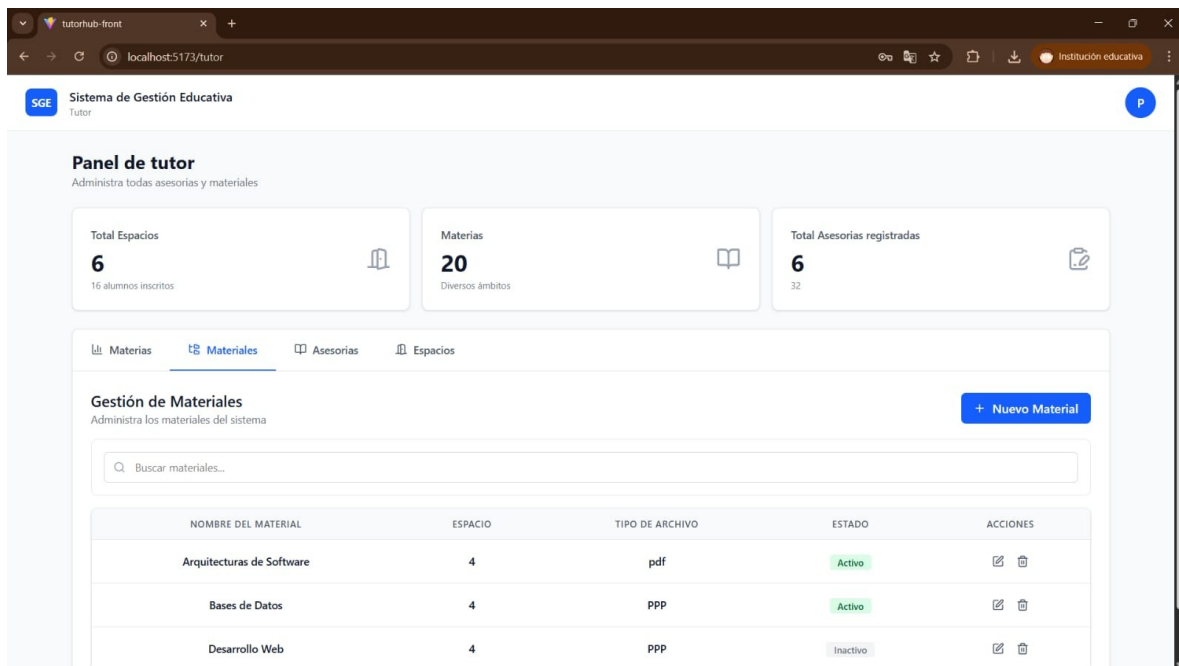 tutorhub-front
localhost:5173/tutor
Institución educativa
SGE
Sistema de Gestión Educativa
Tutor
P
Panel de tutor
Administra todas asesorias y materiales
Total Espacios
6
16 alumnos inscritos
Materias
20
Diversos ámbitos
Total Asesorias registradas
6
32
Materias Materiales Asesorias Espacios
Gestión de Materiales
Administra los materiales del sistema
+ Nuevo Material
Buscar materiales...
NOMBRE DEL MATERIAL ESPACIO TIPO DE ARCHIVO ESTADO ACCIONES
Arquitecturas de Software 4 pdf Activo
Bases de Datos 4 PPP Activo
Desarrollo Web 4 PPP Inactivo